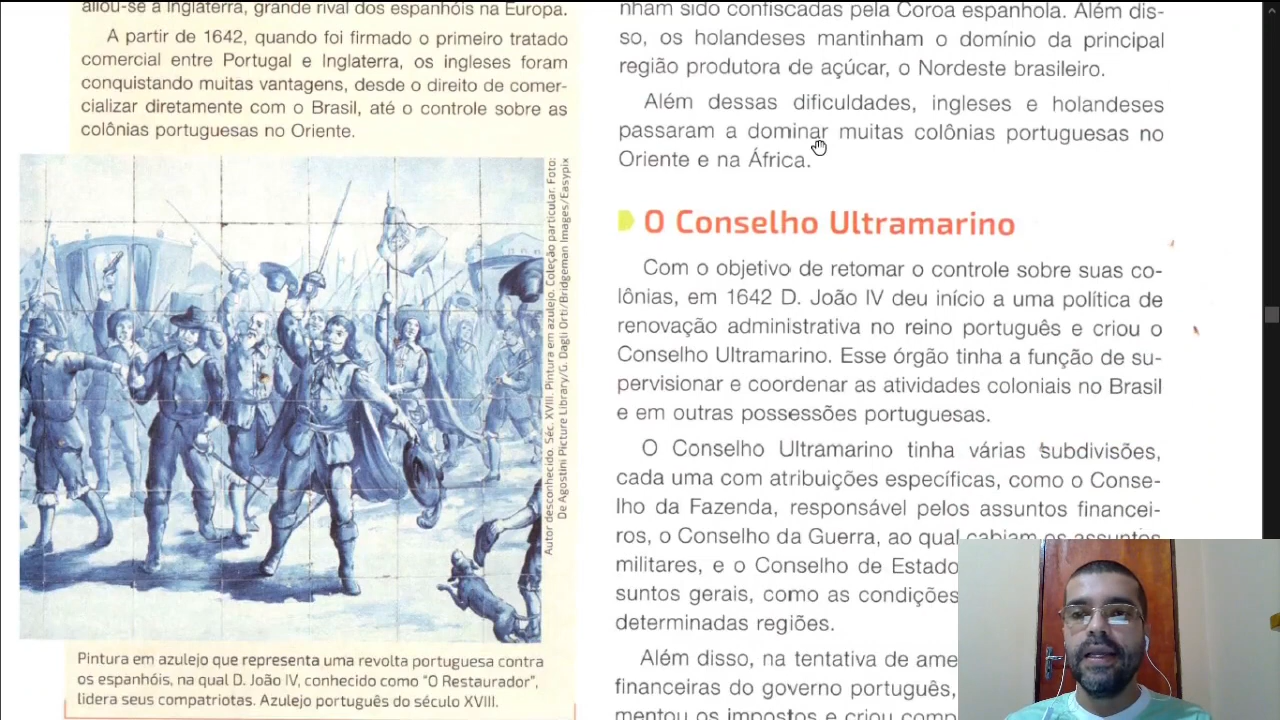 aliou-se à Inglaterra, grande rival dos espanhóis na Europa.
A partir de 1642, quando foi firmado o primeiro tratado
comercial entre Portugal e Inglaterra, os ingleses foram
conquistando muitas vantagens, desde o direito de comer-
cializar diretamente com o Brasil, até o controle sobre as
colônias portuguesas no Oriente.
Autor desconhecido. Séc. XVIII. Pintura em azulejo. Coleção particular. Foto:
De Agostini Picture Library/G. Dagli Orti/Bridgeman Images/Easypix
Pintura em azulejo que representa uma revolta portuguesa contra
os espanhóis, na qual D. João IV, conhecido como “O Restaurador”,
lidera seus compatriotas. Azulejo português do século XVIII.
nham sido confiscadas pela Coroa espanhola. Além dis-
so, os holandeses mantinham o domínio da principal
região produtora de açúcar, o Nordeste brasileiro.
Além dessas dificuldades, ingleses e holandeses
passaram a dominar muitas colônias portuguesas no
Oriente e na África.
O Conselho Ultramarino
Com o objetivo de retomar o controle sobre suas co-
lônias, em 1642 D. João IV deu início a uma política de
renovação administrativa no reino português e criou o
Conselho Ultramarino. Esse órgão tinha a função de su-
pervisionar e coordenar as atividades coloniais no Brasil
e em outras possessões portuguesas.
O Conselho Ultramarino tinha várias subdivisões,
cada uma com atribuições específicas, como o Conse-
lho da Fazenda, responsável pelos assuntos financei-
ros, o Conselho da Guerra, ao qual cabiam os assuntos
militares, e o Conselho de Estado
suntos gerais, como as condições
determinadas regiões.
Além disso, na tentativa de ame
financeiras do governo português,
mentou os impostos e criou comp